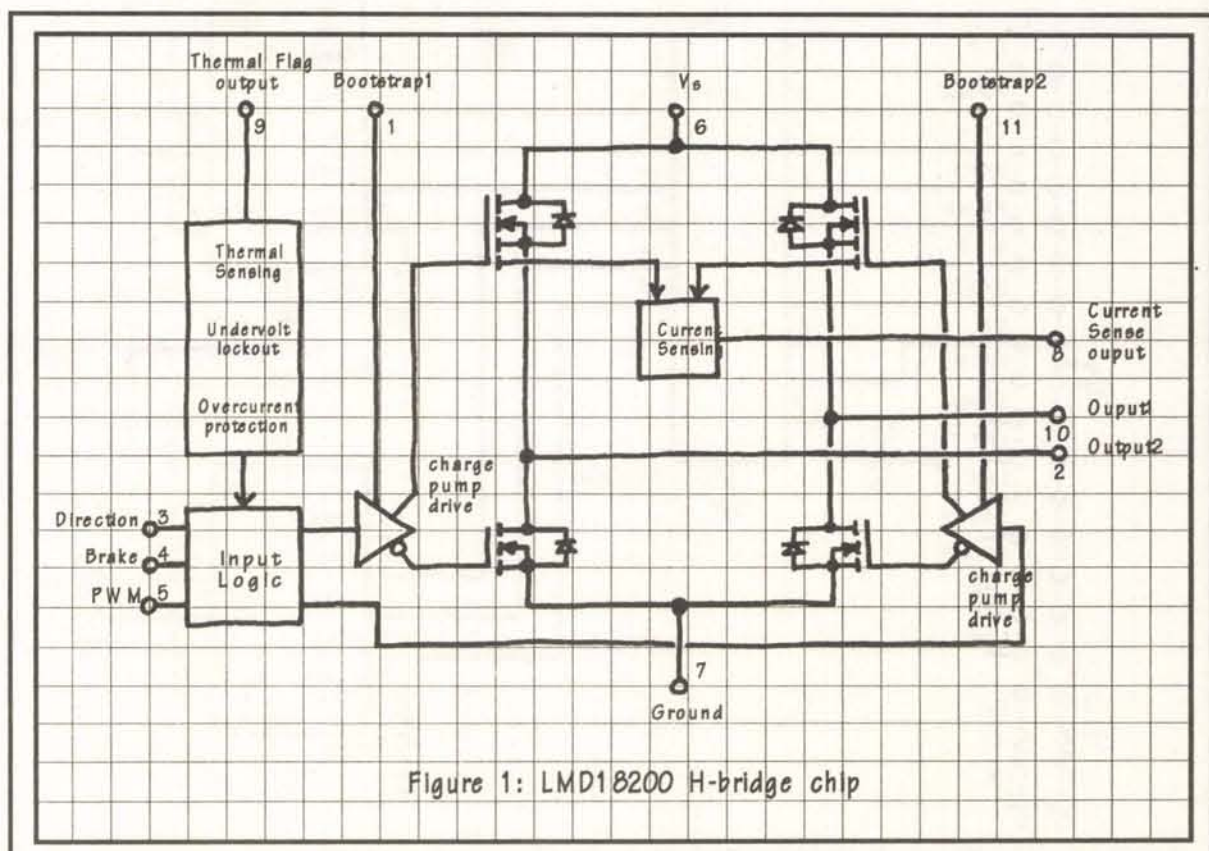 Thermal Flag
output
9
Bootstrap1
1
Vs
6
Bootstrap2
11
Thermal
Sensing
Undervolt
lockout
Overcurrent
protection
Current
Sensing
Current
Sense
ouput
8
Ouput1
10
Output2
2
charge
pump
drive
Direction 3
Brake 4
PWM 5
Input
Logic
charge
pump
drive
7
Ground
Figure 1: LMD18200 H-bridge chip